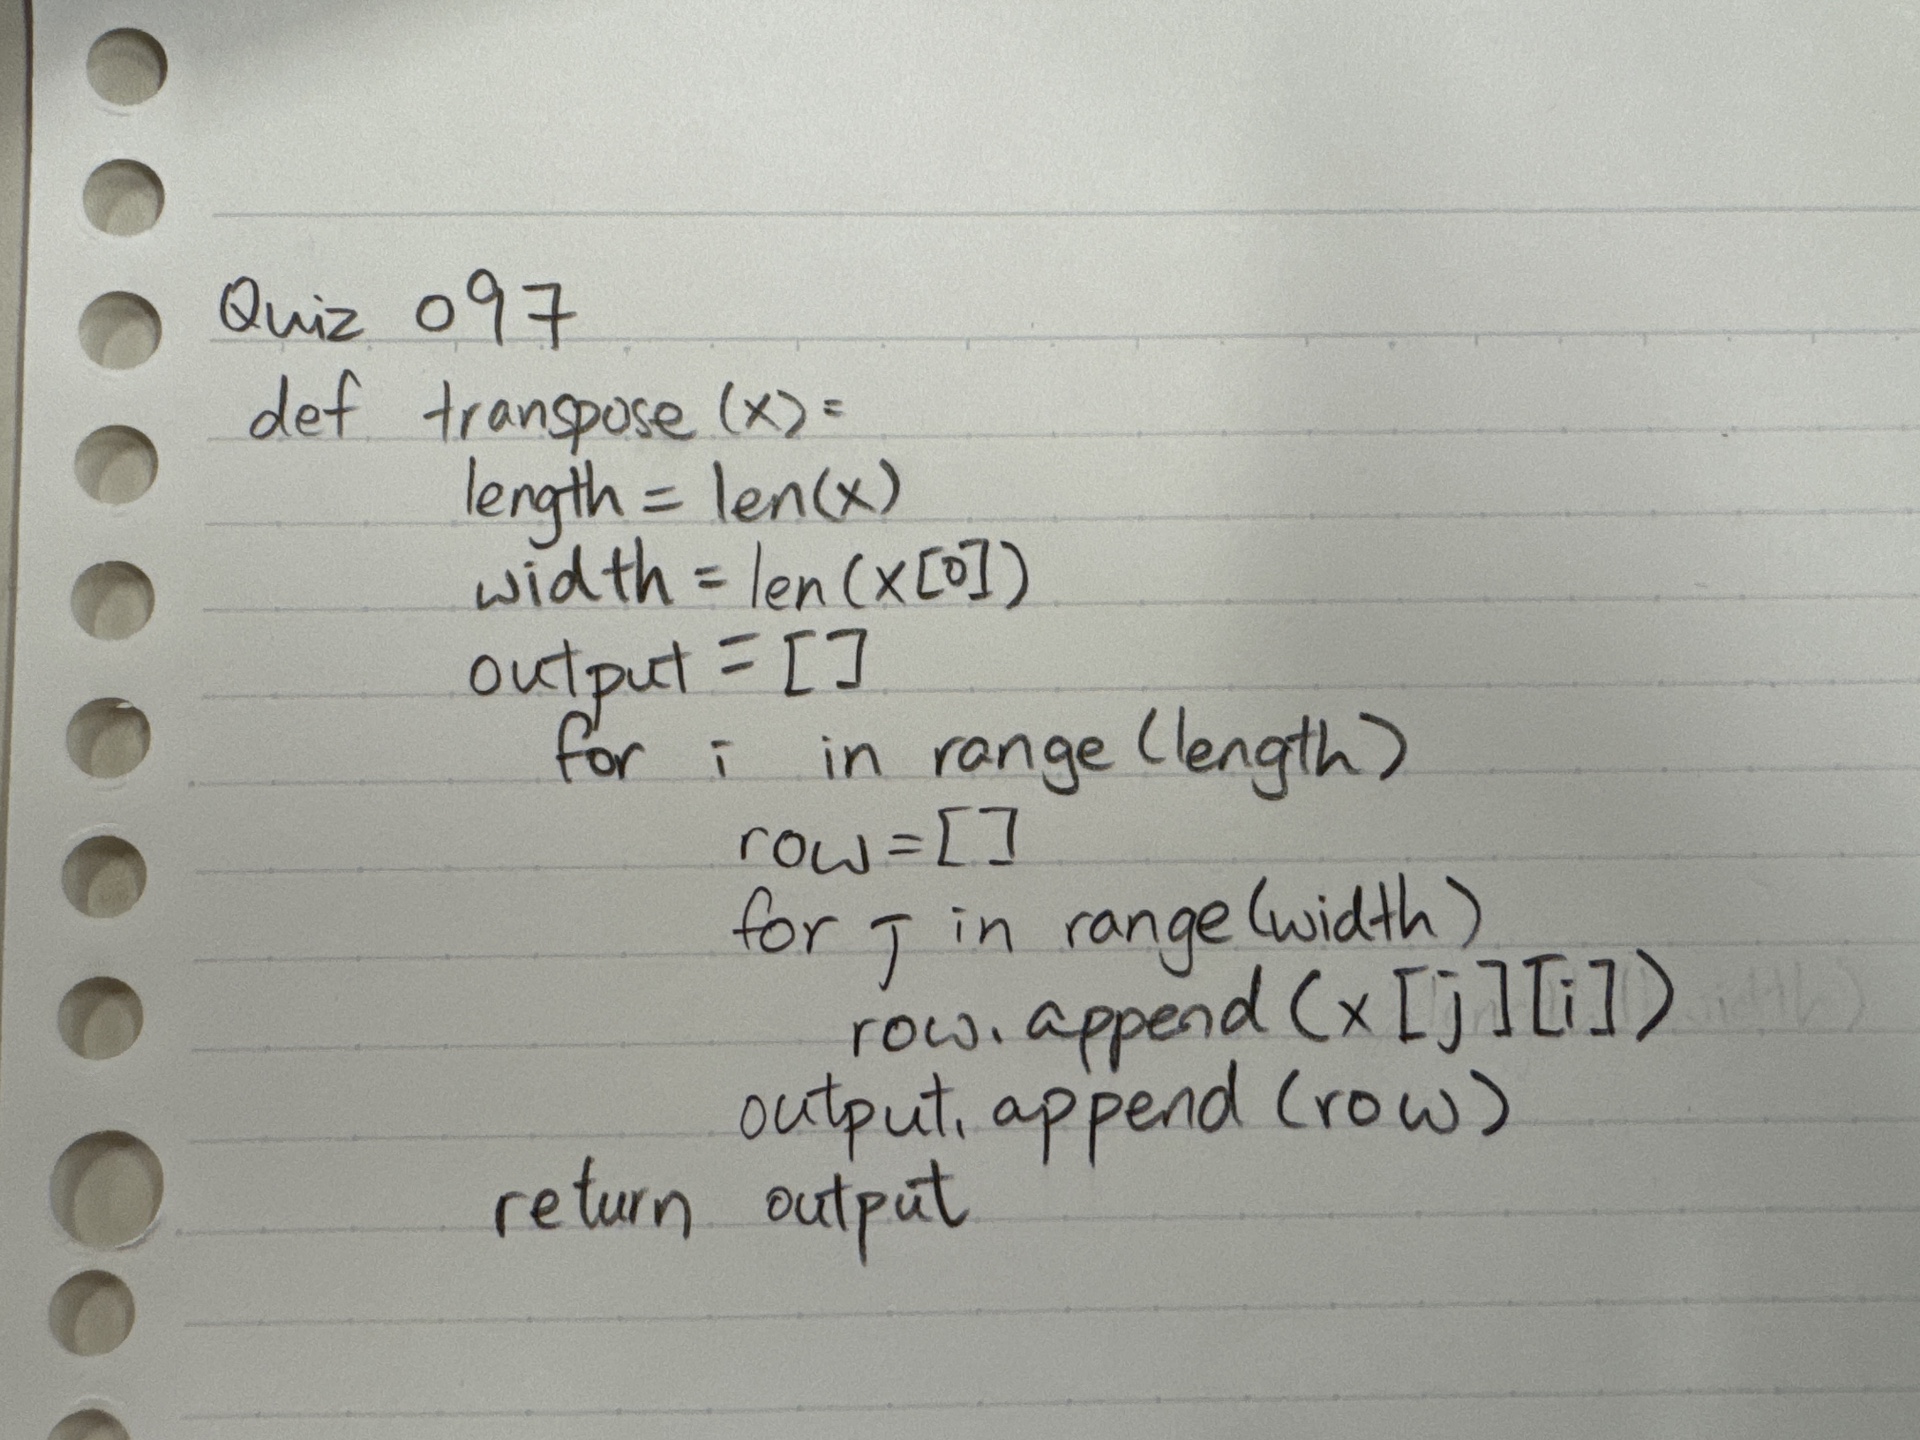 Quiz 097
def transpose (x):
length = len(x)
width = len(x[0])
output = []
for i in range (length)
row = []
for j in range (width)
row. append (x [j][i])
output. append (row)
return output